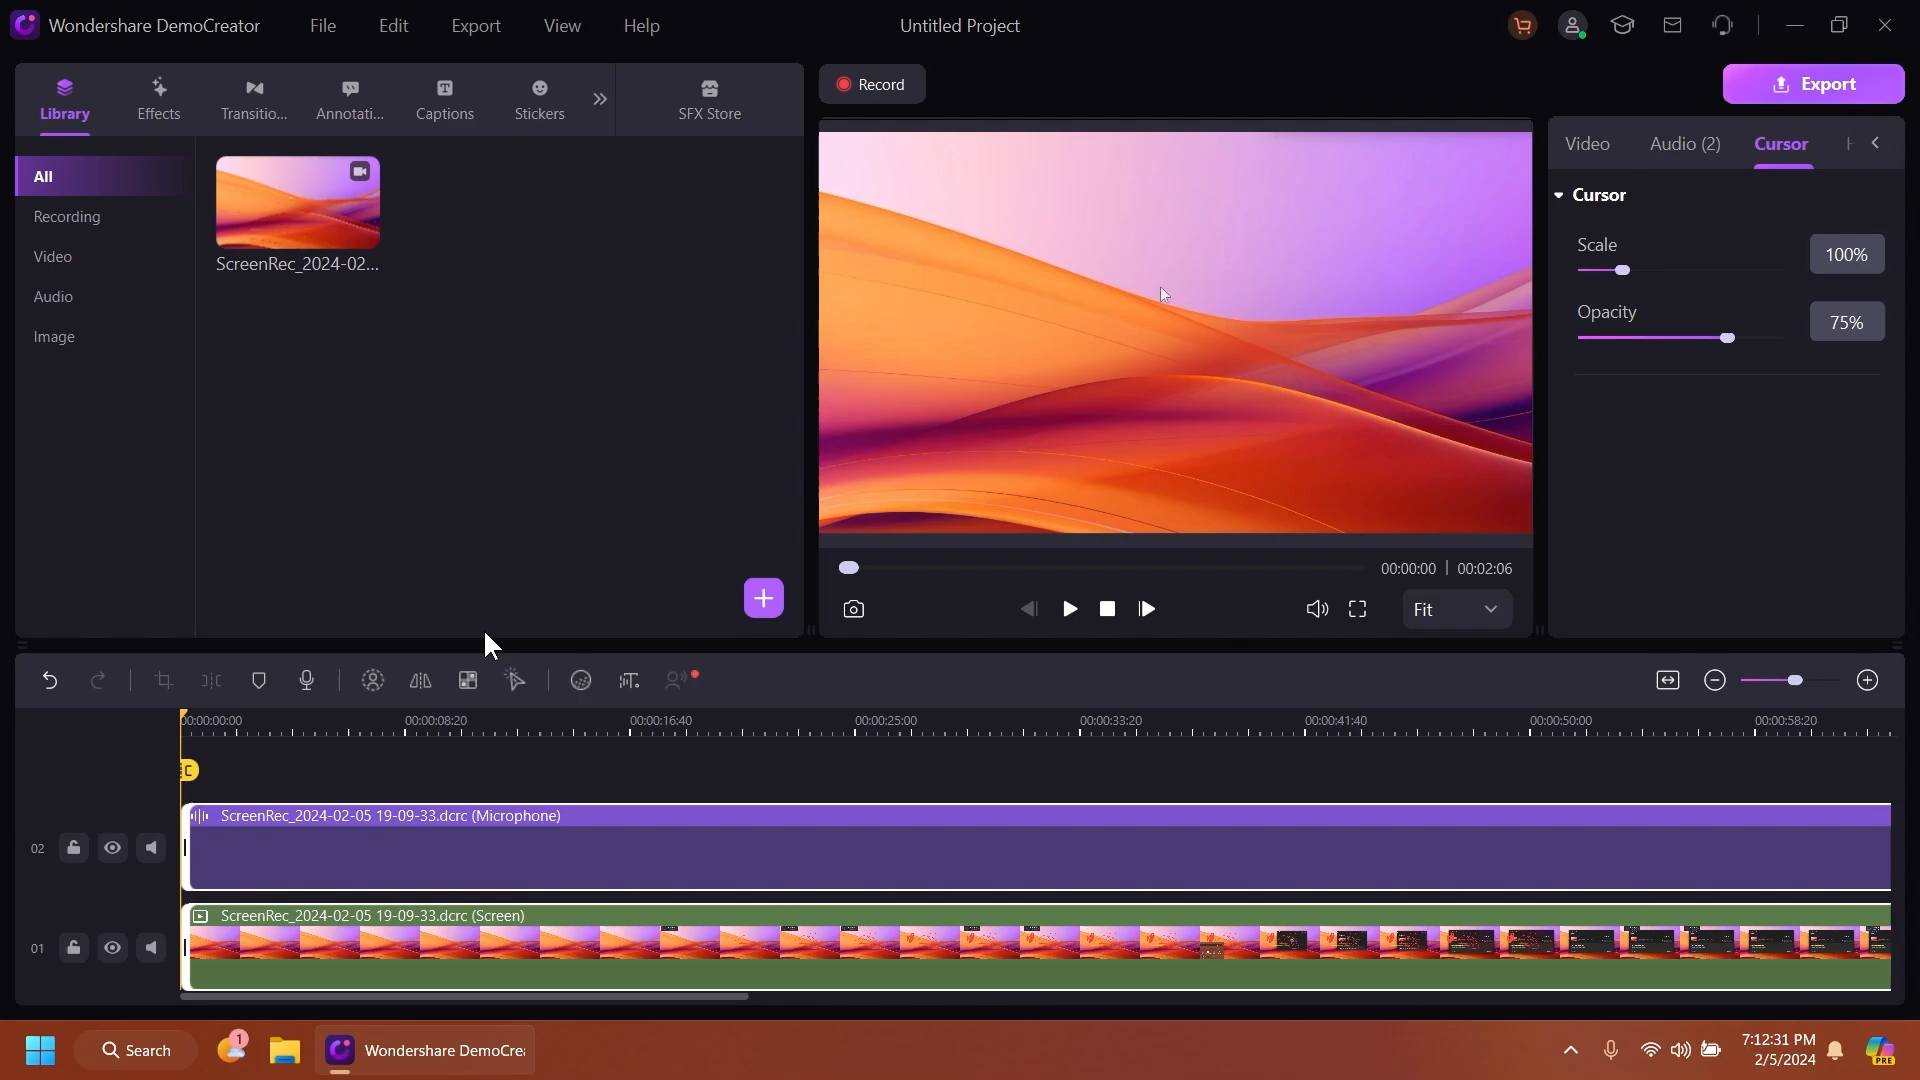 Wondershare DemoCreator
File
Edit
Export
View
Help
Untitled Project
Library
Effects
Transitio...
Annotati...
Captions
Stickers
SFX Store
Record
Export
All
Recording
Video
Audio
Image
ScreenRec_2024-02...
Video
Audio (2)
Cursor
Cursor
Scale
100%
Opacity
75%
00:00:00 | 00:02:06
Fit
00:00:00:00
00:00:08:20
00:00:16:40
00:00:25:00
00:00:33:20
00:00:41:40
00:00:50:00
00:00:58:20
02
ScreenRec_2024-02-05 19-09-33.dcrc (Microphone)
01
ScreenRec_2024-02-05 19-09-33.dcrc (Screen)
1
Search
Wondershare DemoCre
7:12:31 PM
2/5/2024
PRE